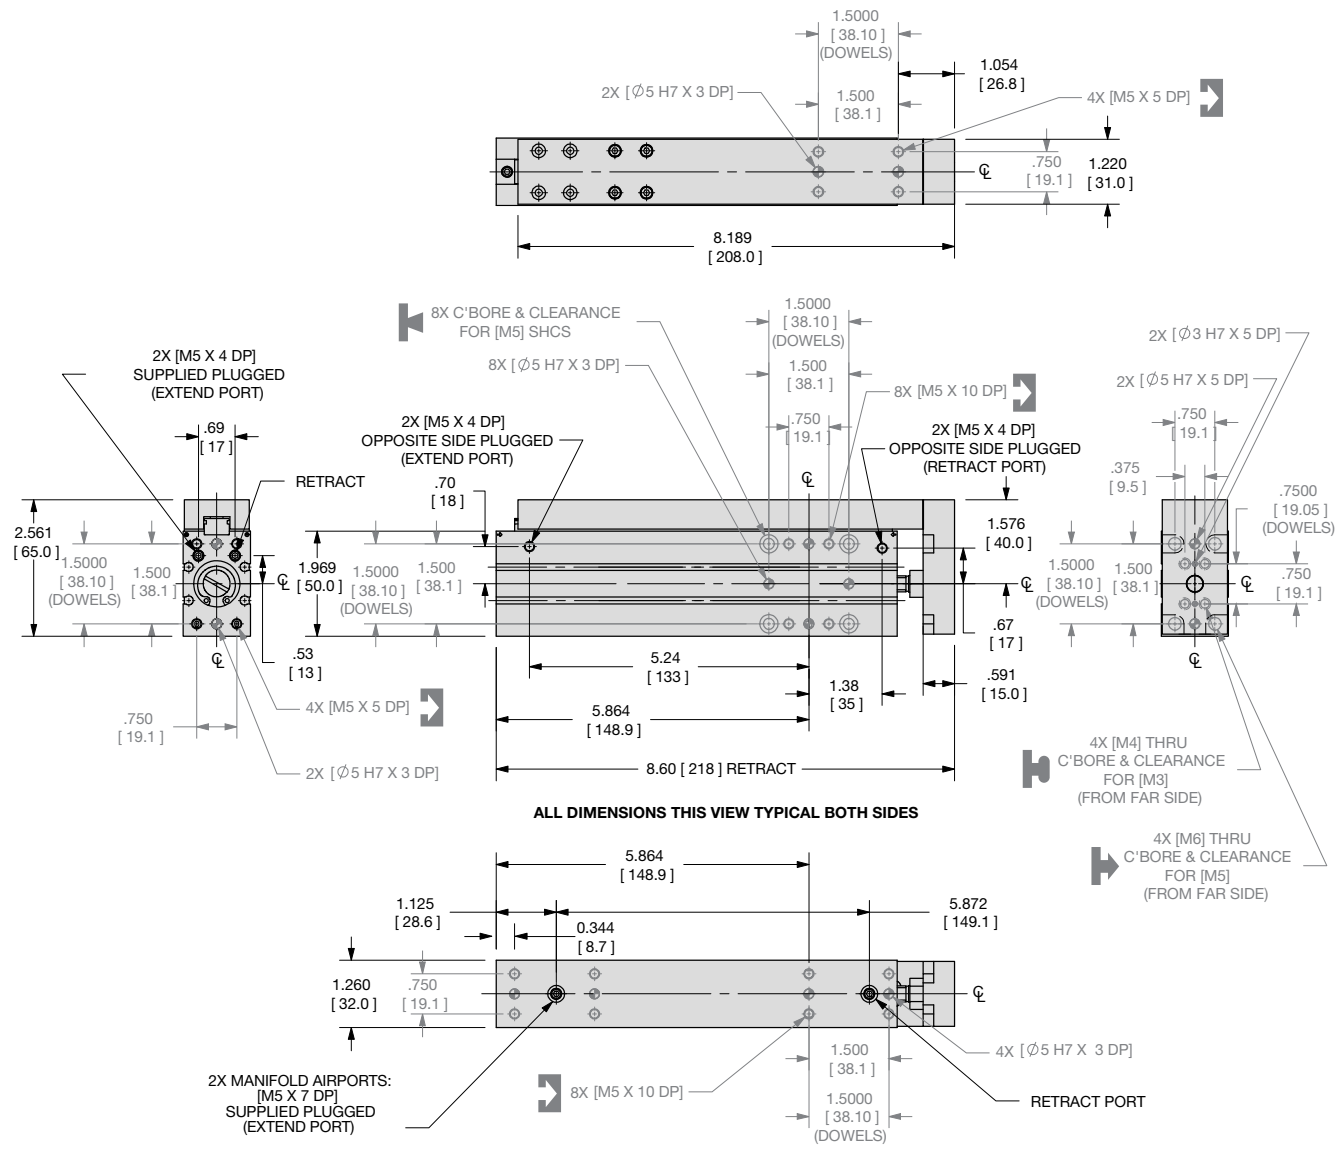 1.5000
[ 38.10 ]
(DOWELS)
1.054
[ 26.8 ]
2X [∅5 H7 X 3 DP]
1.500
[ 38.1 ]
4X [M5 X 5 DP]
.750
[ 19.1 ]
1.220
[ 31.0 ]
℄
8.189
[ 208.0 ]
8X C'BORE & CLEARANCE
FOR [M5] SHCS
1.5000
[ 38.10 ]
(DOWELS)
2X [∅3 H7 X 5 DP]
2X [M5 X 4 DP]
SUPPLIED PLUGGED
(EXTEND PORT)
8X [∅5 H7 X 3 DP]
1.500
[ 38.1 ]
8X [M5 X 10 DP]
2X [∅5 H7 X 5 DP]
.69
[ 17 ]
2X [M5 X 4 DP]
OPPOSITE SIDE PLUGGED
(EXTEND PORT)
.750
[ 19.1 ]
2X [M5 X 4 DP]
OPPOSITE SIDE PLUGGED
(RETRACT PORT)
.750
[ 19.1 ]
RETRACT
.70
[ 18 ]
℄
.375
[ 9.5 ]
.7500
[ 19.05 ]
(DOWELS)
2.561
[ 65.0 ]
1.5000
[ 38.10 ]
(DOWELS)
1.500
[ 38.1 ]
℄
1.969
[ 50.0 ]
1.5000
[ 38.10 ]
(DOWELS)
1.500
[ 38.1 ]
1.576
[ 40.0 ]
℄
1.5000
[ 38.10 ]
(DOWELS)
1.500
[ 38.1 ]
℄
.750
[ 19.1 ]
℄
.53
[ 13 ]
.67
[ 17 ]
℄
5.24
[ 133 ]
.591
[ 15.0 ]
1.38
[ 35 ]
4X [M5 X 5 DP]
.750
[ 19.1 ]
5.864
[ 148.9 ]
2X [∅5 H7 X 3 DP]
8.60 [ 218 ] RETRACT
4X [M4] THRU
C'BORE & CLEARANCE
FOR [M3]
(FROM FAR SIDE)
ALL DIMENSIONS THIS VIEW TYPICAL BOTH SIDES
4X [M6] THRU
C'BORE & CLEARANCE
FOR [M5]
(FROM FAR SIDE)
5.864
[ 148.9 ]
1.125
[ 28.6 ]
5.872
[ 149.1 ]
0.344
[ 8.7 ]
1.260
[ 32.0 ]
.750
[ 19.1 ]
℄
1.500
[ 38.1 ]
4X [∅5 H7 X 3 DP]
2X MANIFOLD AIRPORTS:
[M5 X 7 DP]
SUPPLIED PLUGGED
(EXTEND PORT)
8X [M5 X 10 DP]
1.5000
[ 38.10 ]
(DOWELS)
RETRACT PORT